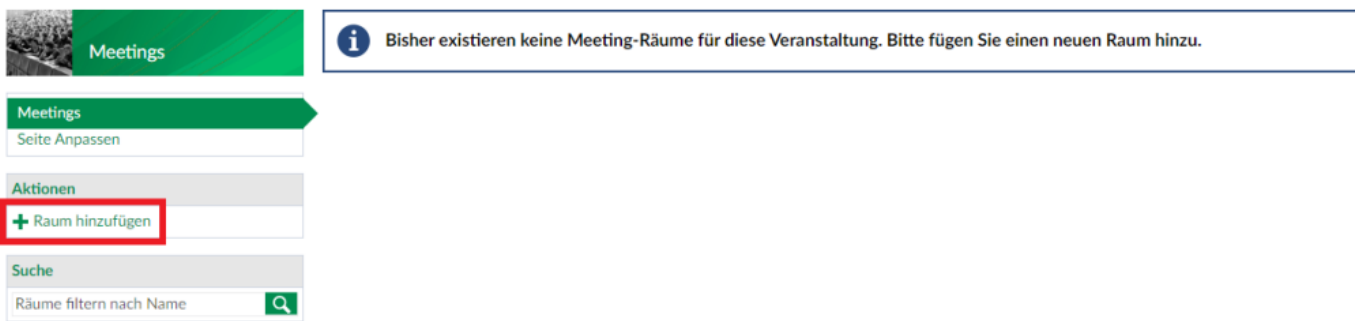 Meetings
Bisher existieren keine Meeting-Räume für diese Veranstaltung. Bitte fügen Sie einen neuen Raum hinzu.
Meetings
Seite Anpassen
Aktionen
Raum hinzufügen
Suche
Räume filtern nach Name